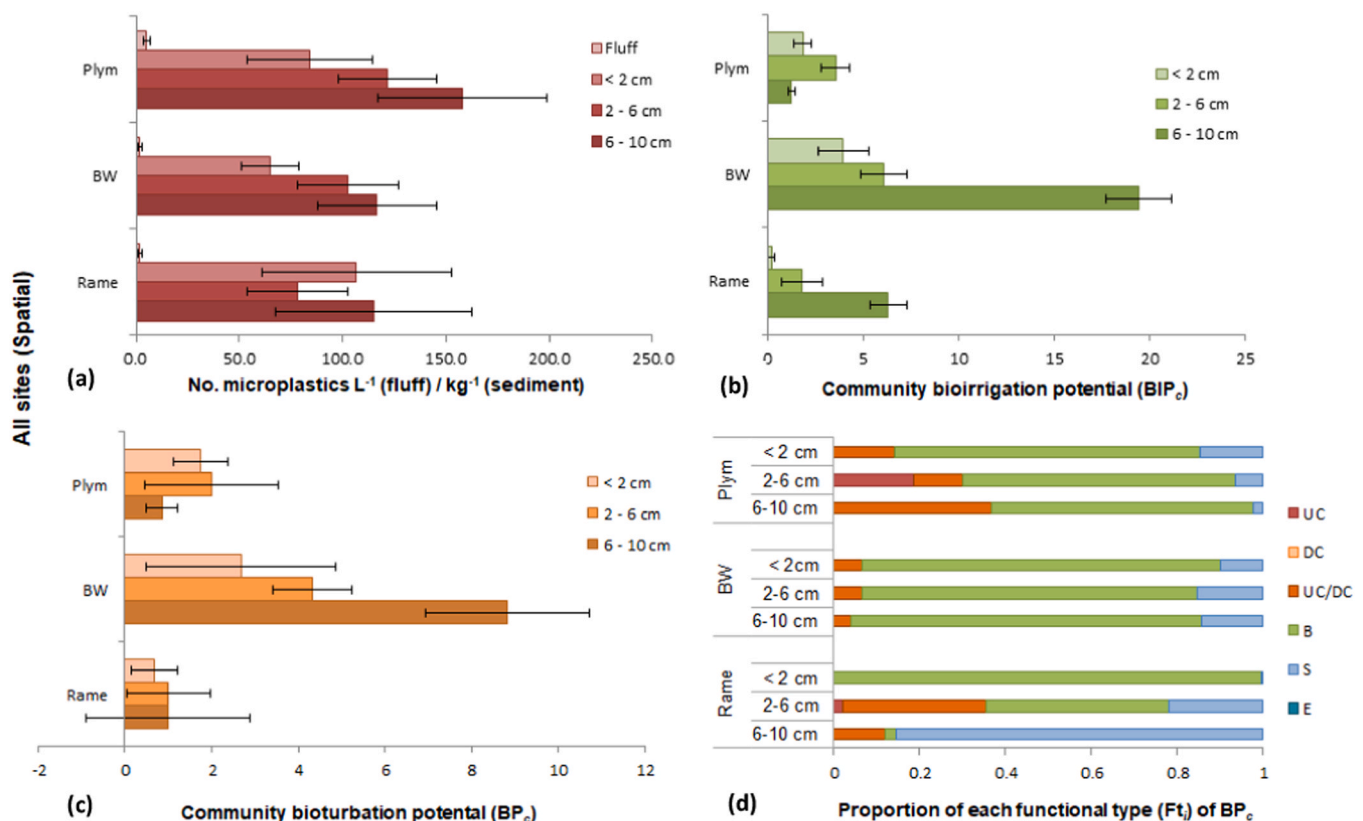 All sites (Spatial)
Plym
BW
Rame
Fluff
< 2 cm
2 - 6 cm
6 - 10 cm
0.0 50.0 100.0 150.0 200.0 250.0
(a)
No. microplastics L⁻¹ (fluff) / kg⁻¹ (sediment)
Plym
BW
Rame
< 2 cm
2 - 6 cm
6 - 10 cm
0 5 10 15 20 25
(b)
Community bioirrigation potential (BIPc)
Plym
BW
Rame
< 2 cm
2 - 6 cm
6 - 10 cm
-2 0 2 4 6 8 10 12
(c)
Community bioturbation potental (BPc)
Plym
< 2 cm
2-6 cm
6-10 cm
BW
< 2cm
2-6 cm
6-10 cm
Rame
< 2 cm
2-6 cm
6-10 cm
UC
DC
UC/DC
B
S
E
0 0.2 0.4 0.6 0.8 1
(d)
Proportion of each functional type (Ftᵢ) of BPc